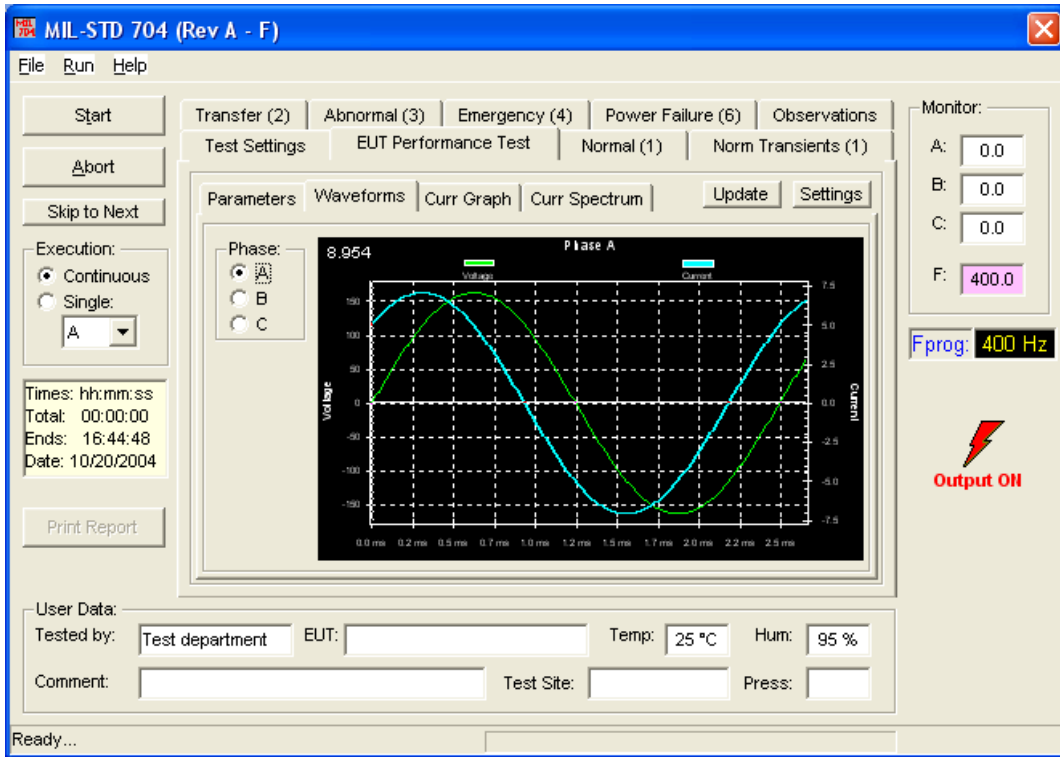 MIL-STD 704 (Rev A - F)
File Run Help
Start
Abort
Skip to Next
Execution:
Continuous
Single:
A
Times: hh:mm:ss
Total: 00:00:00
Ends: 16:44:48
Date: 10/20/2004
Print Report
Transfer (2) Abnormal (3) Emergency (4) Power Failure (6) Observations
Test Settings EUT Performance Test Normal (1) Norm Transients (1)
Parameters Waveforms Curr Graph Curr Spectrum Update Settings
Phase:
A
B
C
8.954
Phase A
Voltage Current
150
100
50
0
-50
-100
-150
Voltage
7.5
5.0
2.5
0.0
-2.5
-5.0
-7.5
Current
0.0 ms 0.2 ms 0.5 ms 0.7 ms 1.0 ms 1.2 ms 1.5 ms 1.7 ms 2.0 ms 2.2 ms 2.5 ms
Monitor:
A: 0.0
B: 0.0
C: 0.0
F: 400.0
Fprog: 400 Hz
Output ON
User Data:
Tested by: Test department EUT: Temp: 25 °C Hum: 95 %
Comment: Test Site: Press:
Ready...